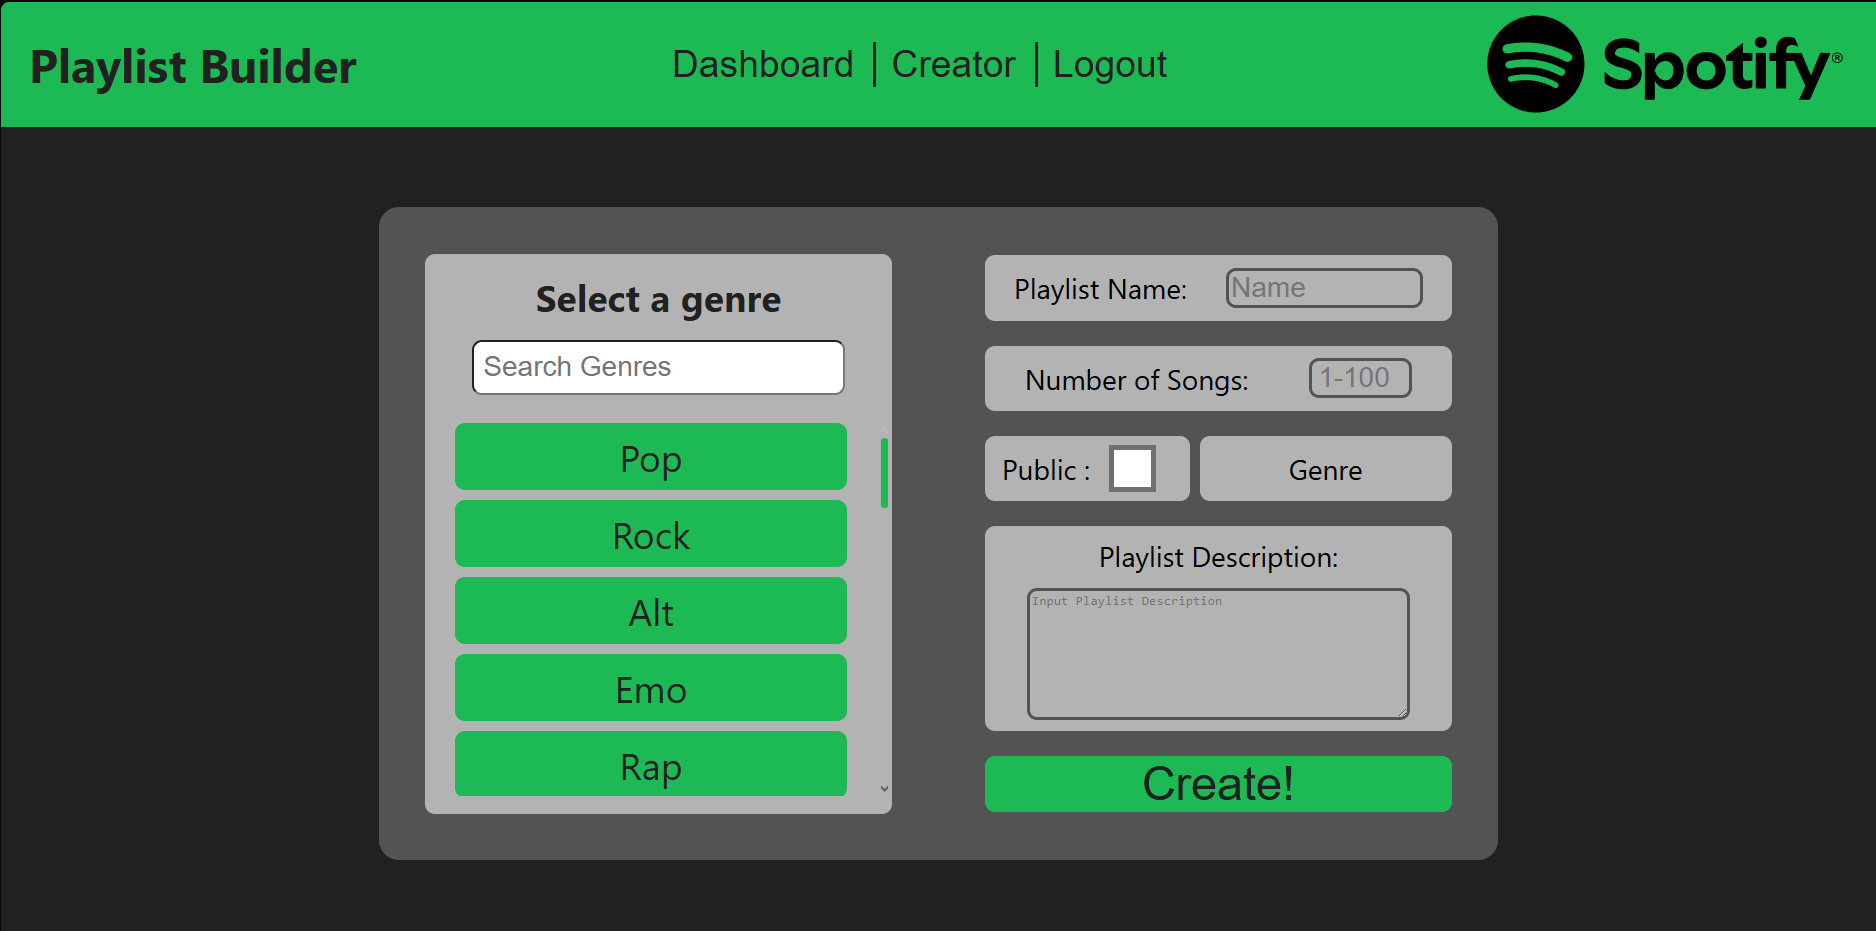 Playlist Builder
Dashboard
Creator
Logout
Spotify®
Select a genre
Search Genres
Pop
Rock
Alt
Emo
Rap
Playlist Name:
Name
Number of Songs:
1-100
Public :
Genre
Playlist Description:
Input Playlist Description
Create!